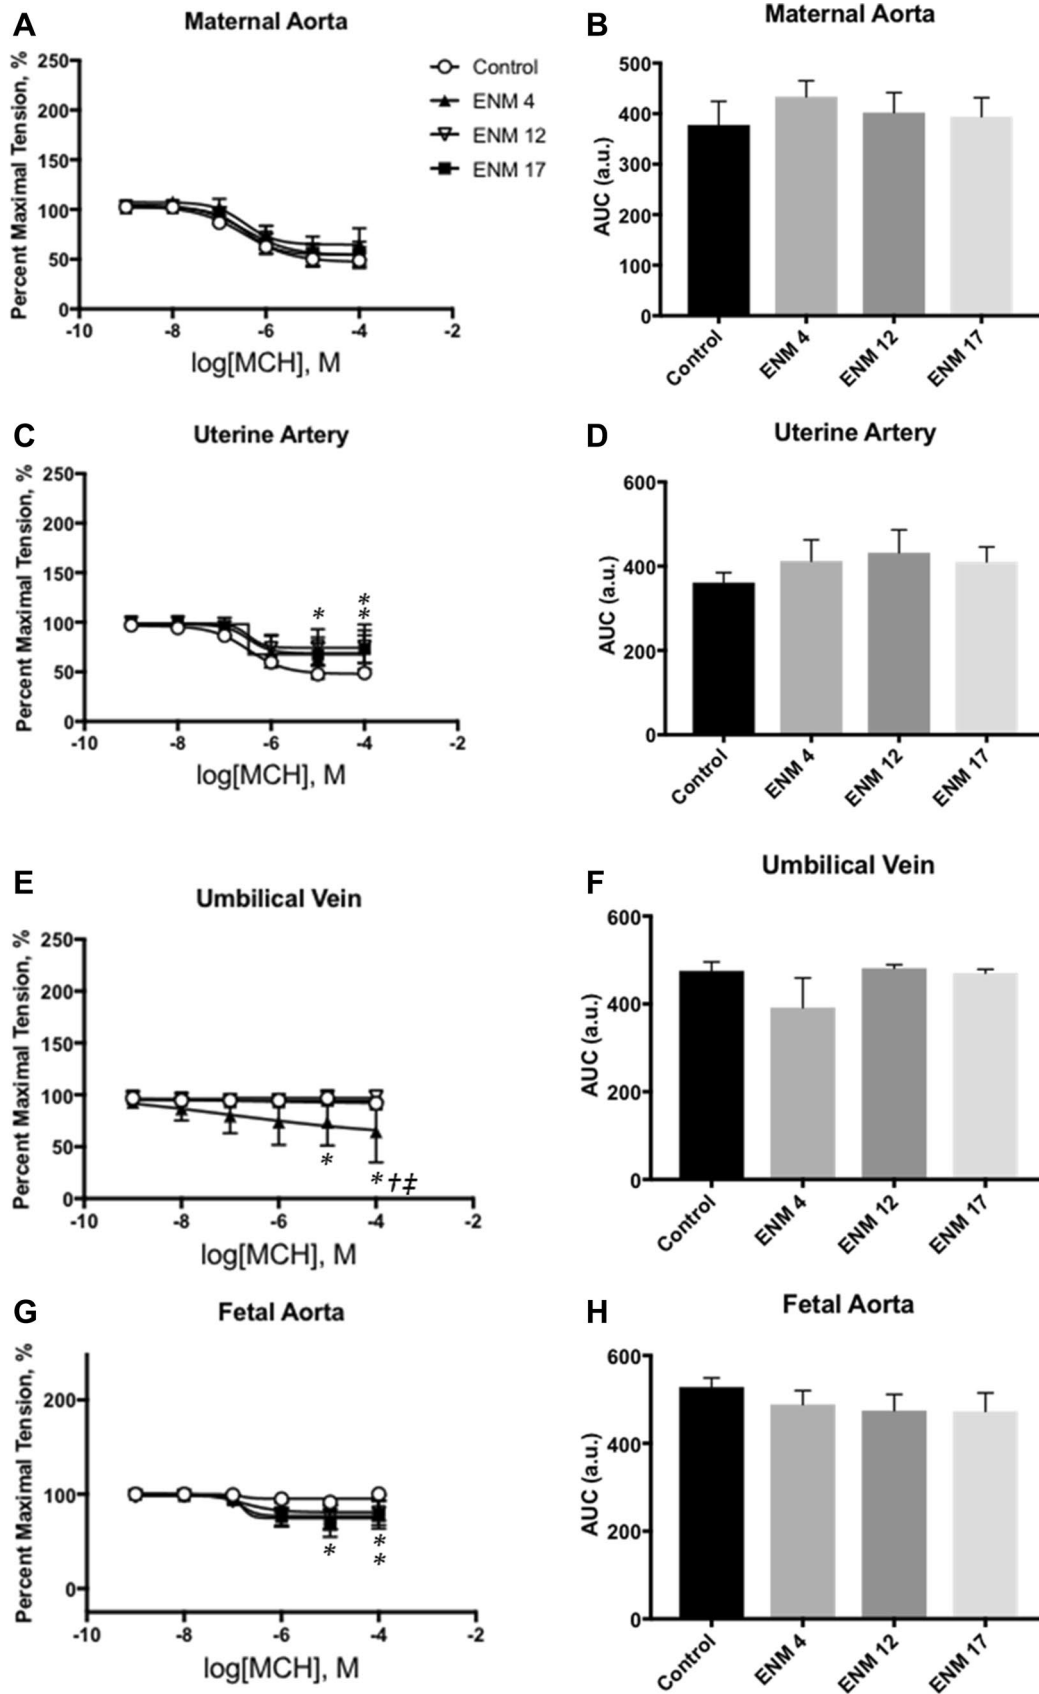 A
Maternal Aorta
Percent Maximal Tension, %
250
200
150
100
50
0
-10
-8
-6
-4
-2
log[MCH], M
Control
ENM 4
ENM 12
ENM 17
B
Maternal Aorta
AUC (a.u.)
500
400
300
200
100
0
Control
ENM 4
ENM 12
ENM 17
C
Uterine Artery
Percent Maximal Tension, %
250
200
150
100
50
0
*
*
*
-10
-8
-6
-4
-2
log[MCH], M
D
Uterine Artery
AUC (a.u.)
600
400
200
0
Control
ENM 4
ENM 12
ENM 17
E
Umbilical Vein
Percent Maximal Tension, %
250
200
150
100
50
0
*
*†‡
-10
-8
-6
-4
-2
log[MCH], M
F
Umbilical Vein
AUC (a.u.)
600
400
200
0
Control
ENM 4
ENM 12
ENM 17
G
Fetal Aorta
Percent Maximal Tension, %
200
100
0
*
*
*
-10
-8
-6
-4
-2
log[MCH], M
H
Fetal Aorta
AUC (a.u.)
600
400
200
0
Control
ENM 4
ENM 12
ENM 17